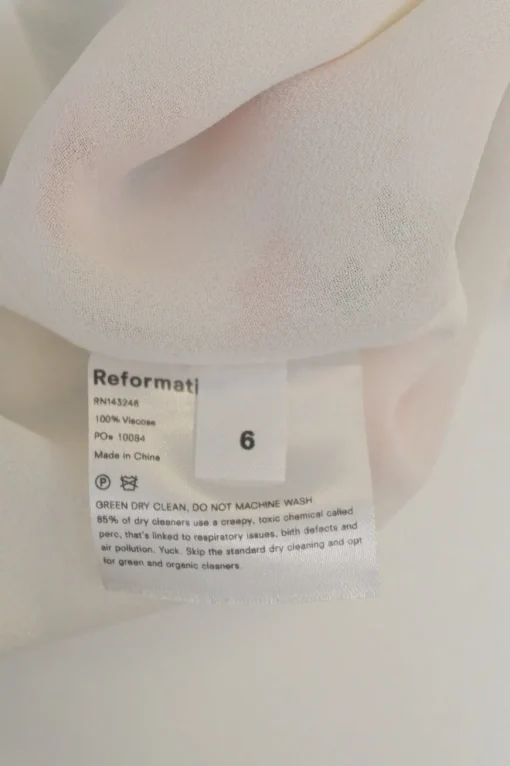 Reformati
RN143248
100% Viscose
PO# 10084
Made in China
6
P
GREEN DRY CLEAN, DO NOT MACHINE WASH
85% of dry cleaners use a creepy, toxic chemical called
perc, that's linked to respiratory issues, birth defects and
air pollution. Yuck. Skip the standard dry cleaning and opt
for green and organic cleaners.